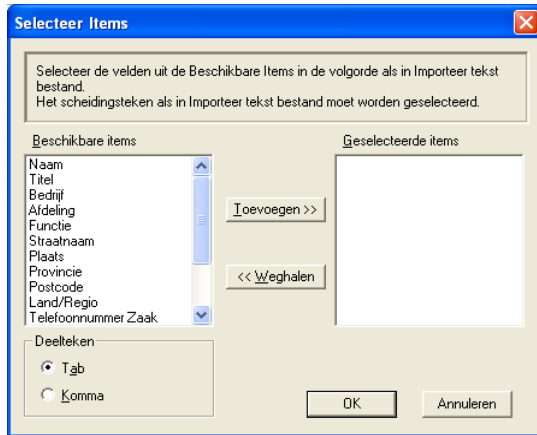 Selecteer Items
Selecteer de velden uit de Beschikbare Items in de volgorde als in Importeer tekst
bestand.
Het scheidingsteken als in Importeer tekst bestand moet worden geselecteerd.
Beschikbare items
Geselecteerde items
Naam
Titel
Bedrijf
Afdeling
Functie
Straatnaam
Plaats
Provincie
Postcode
Land/Regio
Telefoonnummer Zaak
Toevoegen >>
<< Weghalen
Deelteken
Tab
Komma
OK
Annuleren